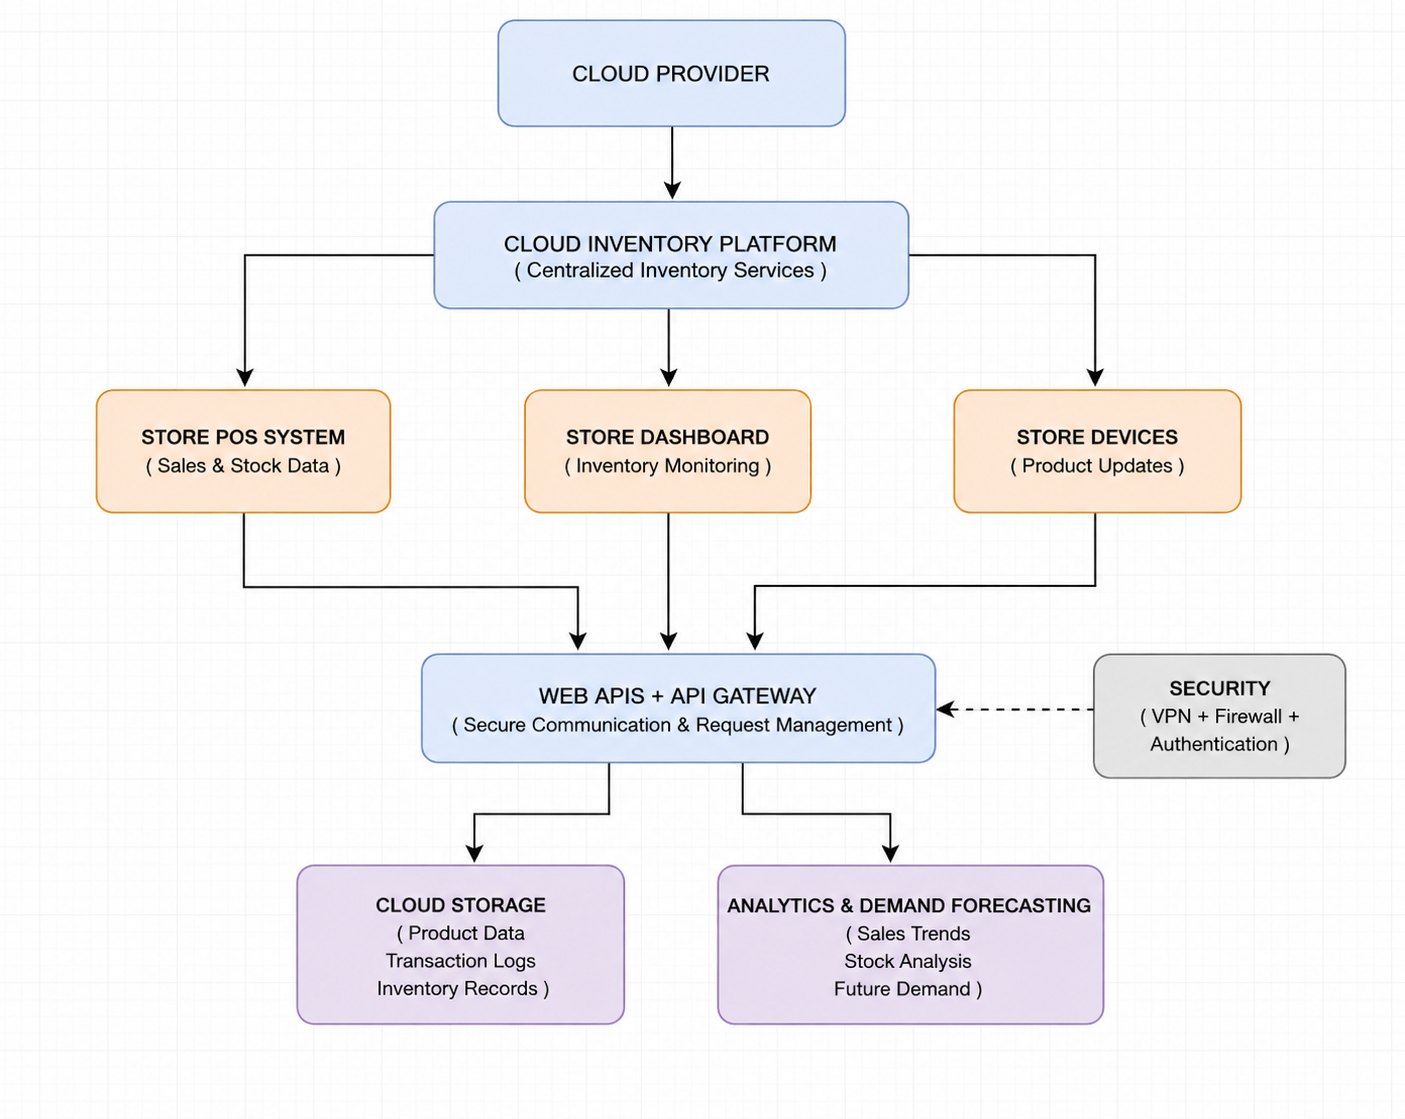 CLOUD PROVIDER
CLOUD INVENTORY PLATFORM
( Centralized Inventory Services )
STORE POS SYSTEM
( Sales & Stock Data )
STORE DASHBOARD
( Inventory Monitoring )
STORE DEVICES
( Product Updates )
WEB APIS + API GATEWAY
( Secure Communication & Request Management )
SECURITY
( VPN + Firewall +
Authentication )
CLOUD STORAGE
( Product Data
Transaction Logs
Inventory Records )
ANALYTICS & DEMAND FORECASTING
( Sales Trends
Stock Analysis
Future Demand )